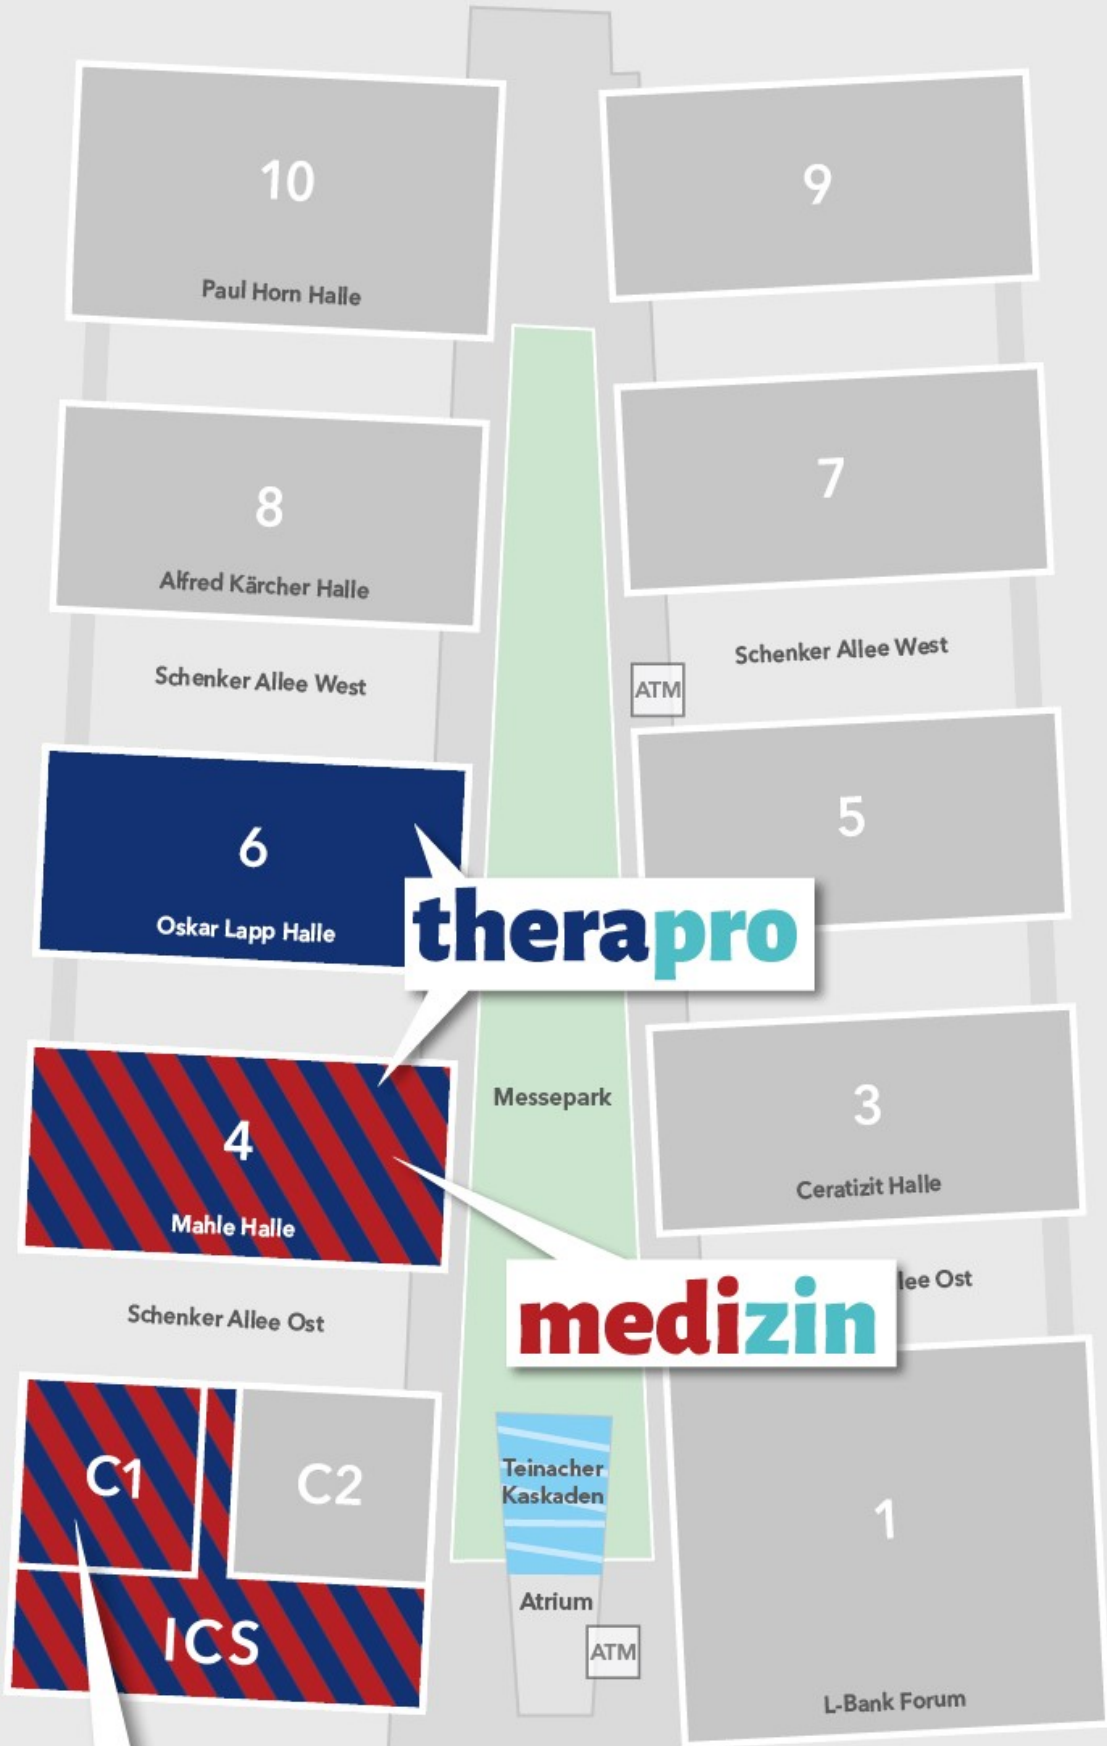 10
Paul Horn Halle
9
8
Alfred Kärcher Halle
7
Schenker Allee West
Schenker Allee West
ATM
6
Oskar Lapp Halle
5
therapro
4
Mahle Halle
Messepark
3
Ceratizit Halle
Schenker Allee Ost
lee Ost
medizin
C1
C2
Teinacher
Kaskaden
1
Atrium
ICS
ATM
L-Bank Forum